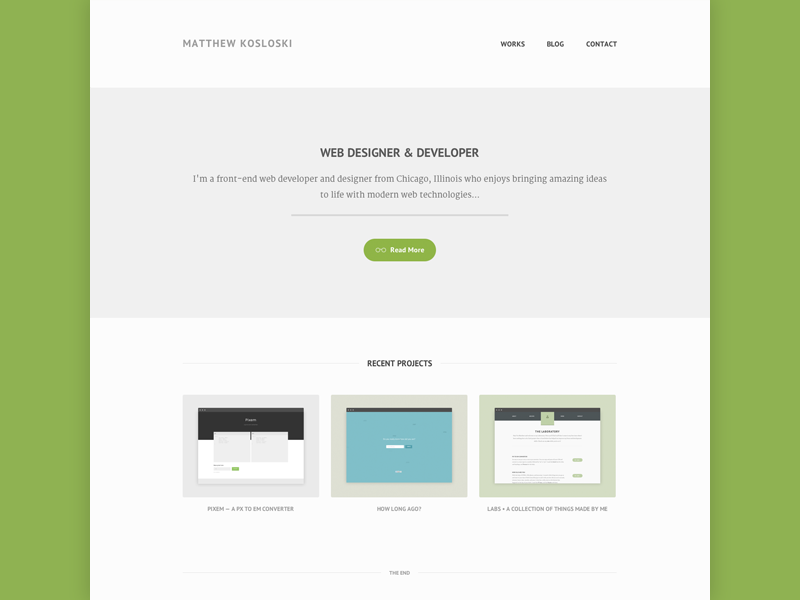 MATTHEW KOSLOSKI
WORKS BLOG CONTACT
WEB DESIGNER & DEVELOPER
I'm a front-end web developer and designer from Chicago, Illinois who enjoys bringing amazing ideas
to life with modern web technologies...
Read More
RECENT PROJECTS
THE LABORATORY
PIXEM — A PX TO EM CONVERTER
HOW LONG AGO?
LABS • A COLLECTION OF THINGS MADE BY ME
THE END